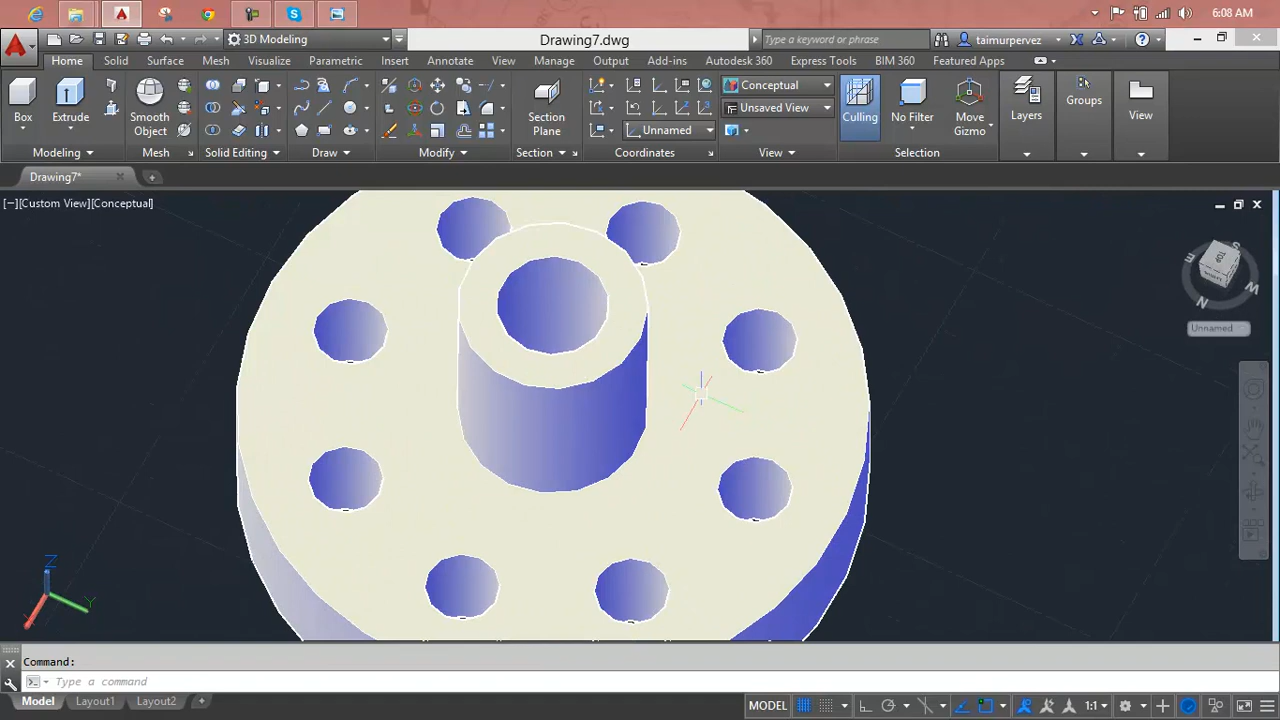 6:08 AM
3D Modeling
Drawing7.dwg
Type a keyword or phrase
taimurpervez
Home Solid Surface Mesh Visualize Parametric Insert Annotate View Manage Output Add-ins Autodesk 360 Express Tools BIM 360 Featured Apps
Conceptual
Unsaved View
Unnamed
Box Extrude Smooth Object Section Plane Culling No Filter Move Gizmo Layers Groups View
Modeling Mesh Solid Editing Draw Modify Section Coordinates View Selection
Drawing7*
[−][Custom View][Conceptual]
TOP
S
E
W
N
Unnamed
Z
Y
Command:
Type a command
Model Layout1 Layout2
MODEL
1:1